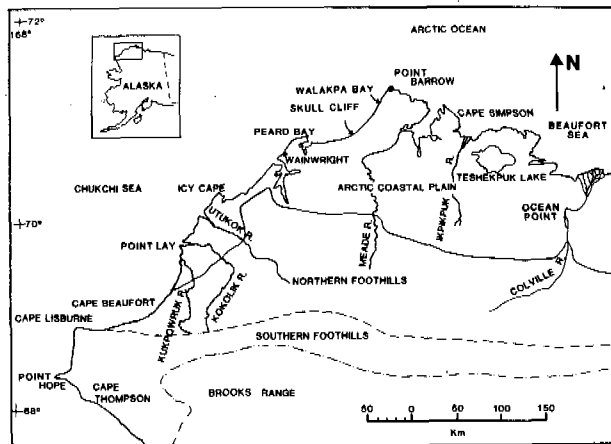 72°
168°
ARCTIC OCEAN
N
ALASKA
WALAKPA BAY
POINT
BARROW
SKULL CLIFF
CAPE SIMPSON
BEAUFORT
SEA
PEARD BAY
WAINWRIGHT
TESHEKPUK LAKE
CHUKCHI SEA
ICY CAPE
ARCTIC COASTAL PLAIN
IKPIKPUK R.
OCEAN
POINT
UTUKOK R.
70°
POINT LAY
MEADE R.
NORTHERN FOOTHILLS
COLVILLE R.
KUKPOWRUK R.
KOKOLIK R.
CAPE BEAUFORT
CAPE LISBURNE
SOUTHERN FOOTHILLS
POINT
HOPE
CAPE
THOMPSON
BROOKS RANGE
68°
50 0 50 100 150
Km